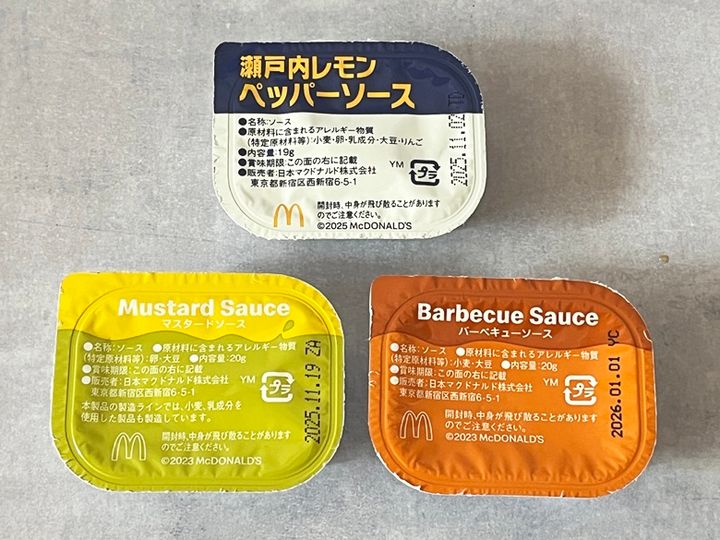 瀬戸内レモン
ペッパーソース
●名称:ソース
●原材料に含まれるアレルギー物質
(特定原材料等):小麦・卵・乳成分・大豆・りんご
●内容量:19g
●賞味期限:この面の右に記載
●販売者:日本マクドナルド株式会社
東京都新宿区西新宿6-5-1
YM
プラ
2025.11.02 TD
開封時、中身が飛び散ることがあります
のでご注意ください。
©2025 McDONALD'S
Mustard Sauce
マスタードソース
●名称:ソース ●原材料に含まれるアレルギー物質
(特定原材料等):卵・大豆 ●内容量:20g
●賞味期限:この面の右に記載
●販売者:日本マクドナルド株式会社 YM
東京都新宿区西新宿6-5-1
プラ
本製品の製造ラインでは、小麦、乳成分を
使用した製品も製造しています。
2025.11.19 ZA
開封時、中身が飛び散ることがあります
のでご注意ください。
©2023 McDONALD'S
Barbecue Sauce
バーベキューソース
●名称:ソース ●原材料に含まれるアレルギー物質
(特定原材料等):小麦・大豆 ●内容量:20g
●賞味期限:この面の右に記載
●販売者:日本マクドナルド株式会社 YM
東京都新宿区西新宿6-5-1
プラ
2026.01.01 YC
開封時、中身が飛び散ることがあります
のでご注意ください。
©2023 McDONALD'S